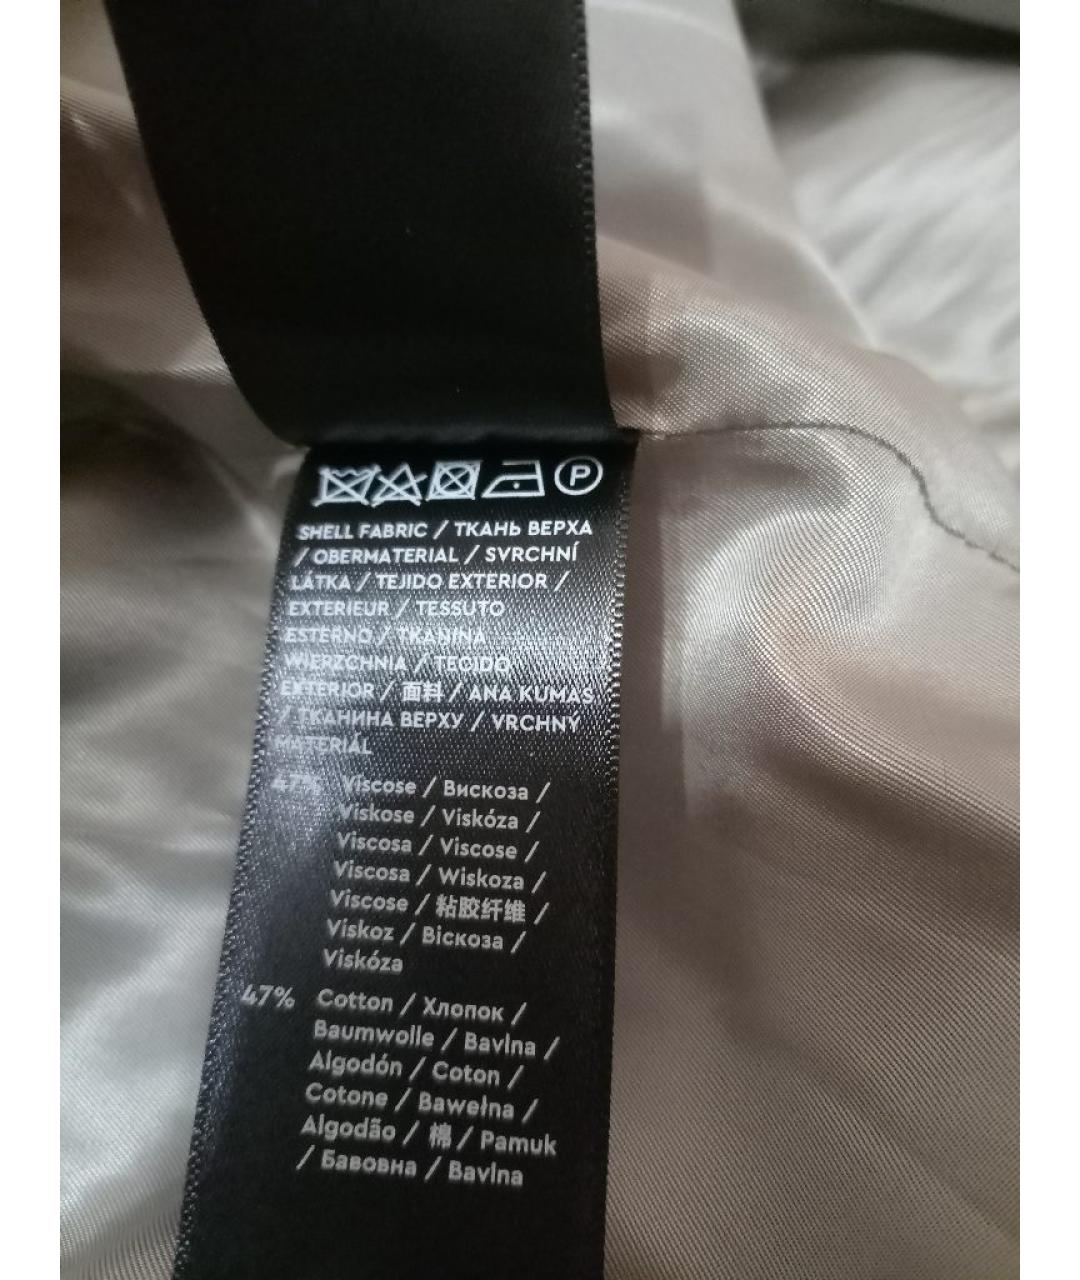 P
SHELL FABRIC / ТКАНЬ ВЕРХА
/ OBERMATERIAL / SVRCHNÍ
LÁTKA / TEJIDO EXTERIOR /
EXTERIEUR / TESSUTO
ESTERNO / TKANINA
WIERZCHNIA / TECIDO
EXTERIOR / 面料 / ANA KUMAS
/ ТКАНИНА ВЕРХУ / VRCHNÝ
MATERIÁL
47% Viscose / Вискоза /
Viskose / Viskóza /
Viscosa / Viscose /
Viscosa / Wiskoza /
Viscose / 粘胶纤维 /
Viskoz / Віскоза /
Viskóza
47% Cotton / Хлопок /
Baumwolle / Bavlna /
Algodón / Coton /
Cotone / Bawełna /
Algodão / 棉 / Pamuk
/ Бавовна / Bavlna